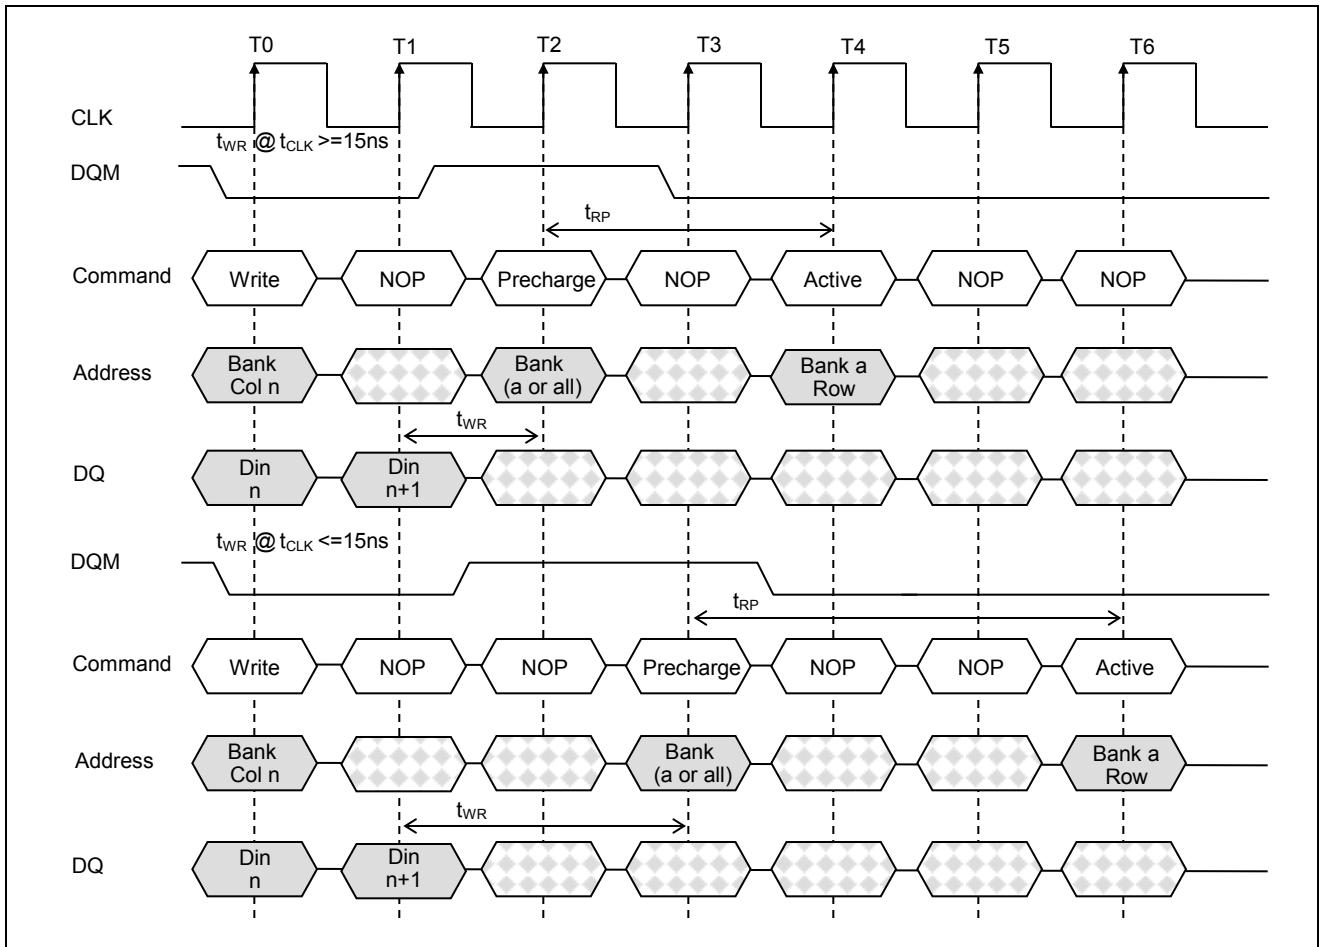 T0 T1 T2 T3 T4 T5 T6
CLK
tWR @ tCLK >=15ns
DQM
tRP
Command Write NOP Precharge NOP Active NOP NOP
Address Bank Col n Bank (a or all) Bank a Row
tWR
DQ Din n Din n+1
tWR @ tCLK <=15ns
DQM
tRP
Command Write NOP NOP Precharge NOP NOP Active
Address Bank Col n Bank (a or all) Bank a Row
tWR
DQ Din n Din n+1